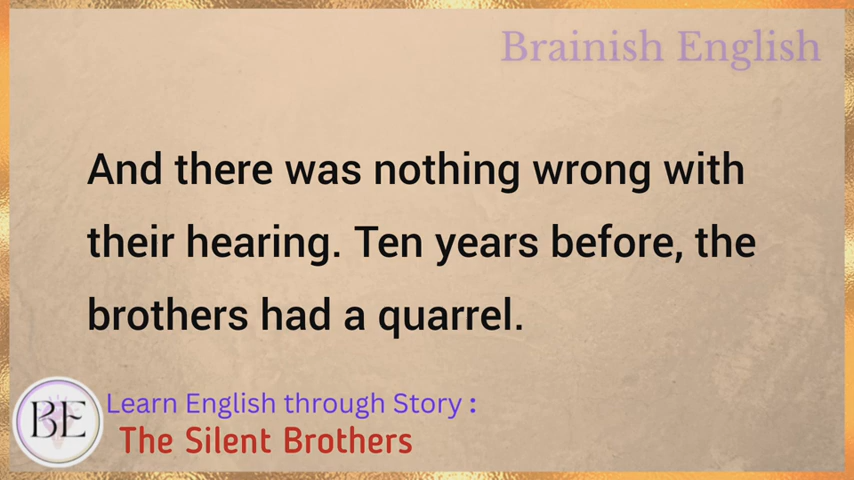 Brainish English
And there was nothing wrong with
their hearing. Ten years before, the
brothers had a quarrel.
BE
Learn English through Story :
The Silent Brothers